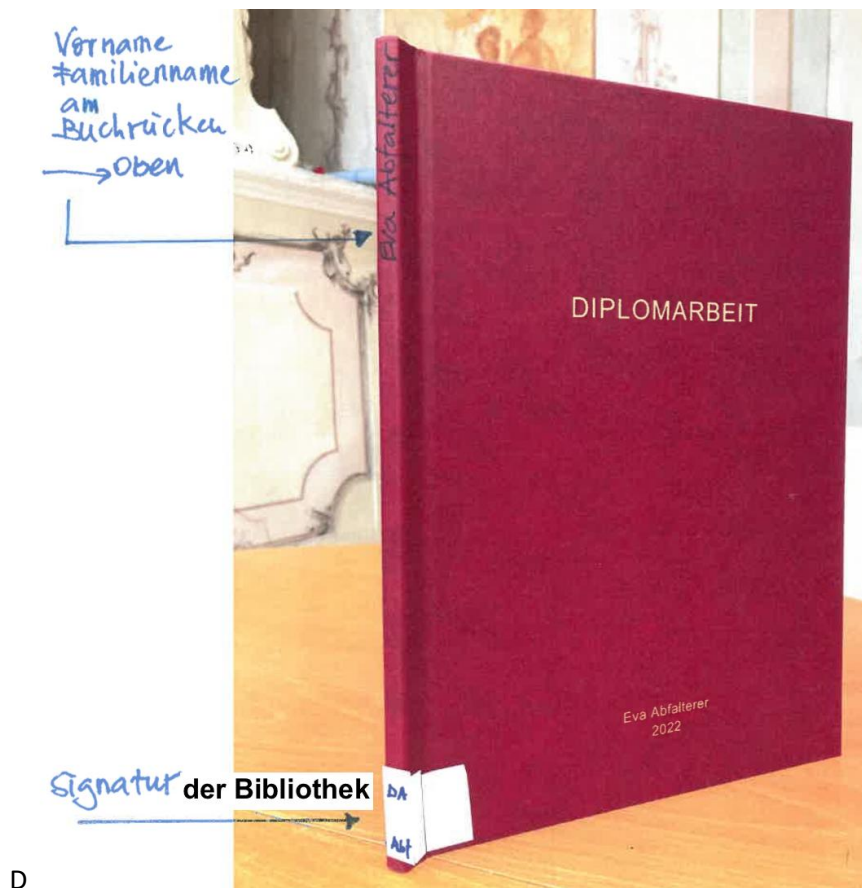 Vorname
Familienname
am
Buchrücken
→ Oben
Eva Abfalterer
DIPLOMARBEIT
Eva Abfalterer
2022
Signatur der Bibliothek
DA
Abf
D